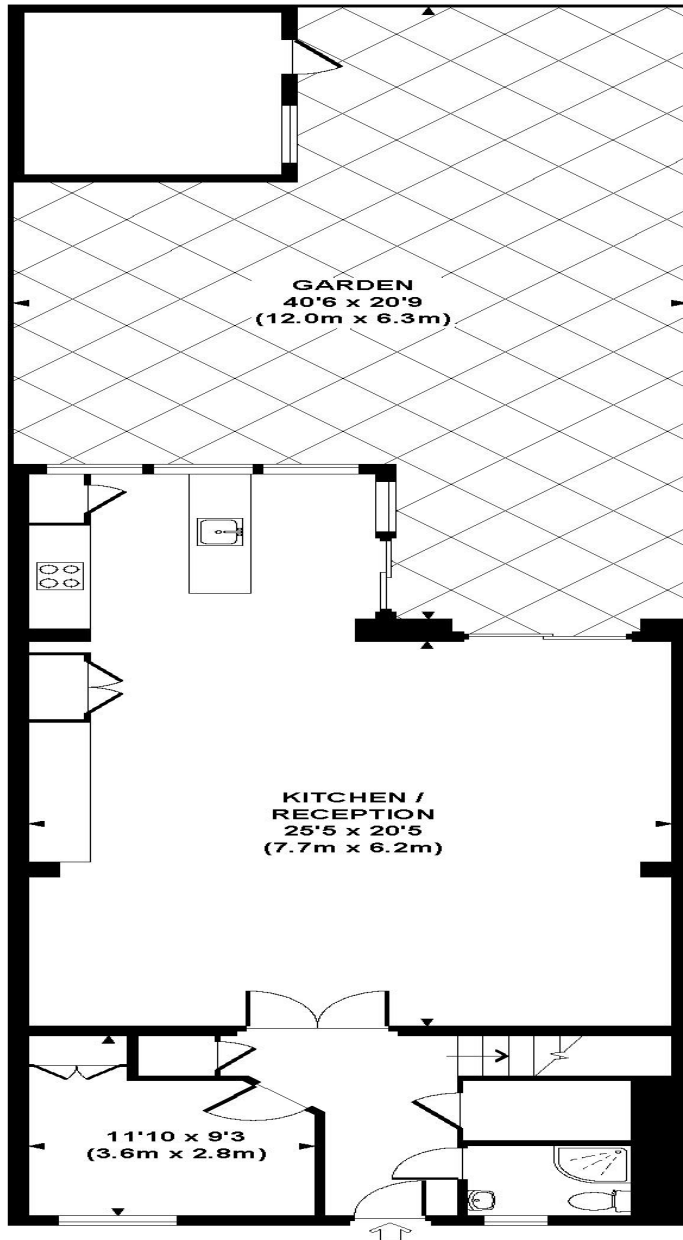 GARDEN
40'6 x 20'9
(12.0m x 6.3m)
KITCHEN /
RECEPTION
25'5 x 20'5
(7.7m x 6.2m)
11'10 x 9'3
(3.6m x 2.8m)